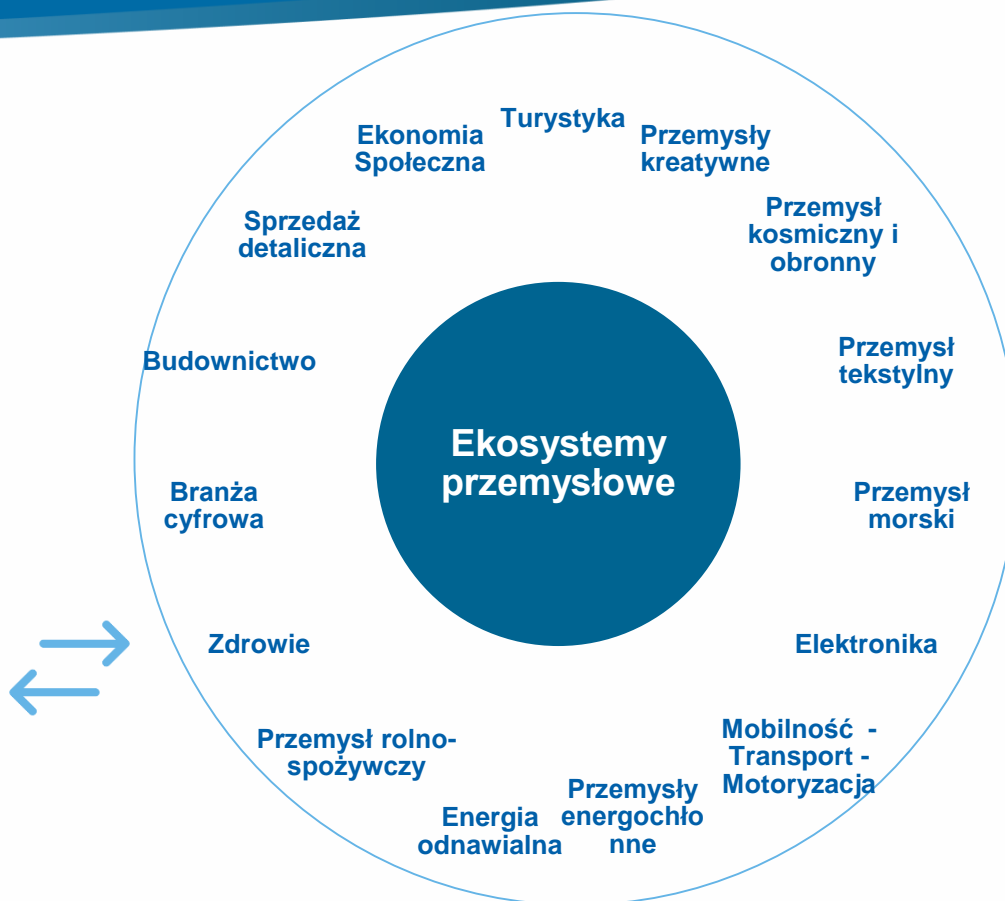 Turystyka
Ekonomia
Społeczna
Przemysły
kreatywne
Sprzedaż
detaliczna
Przemysł
kosmiczny i
obronny
Budownictwo
Przemysł
tekstylny
Ekosystemy
przemysłowe
Branża
cyfrowa
Przemysł
morski
Zdrowie
Elektronika
Przemysł rolno-
spożywczy
Mobilność -
Transport -
Motoryzacja
Energia
odnawialna
Przemysły
energochło
nne